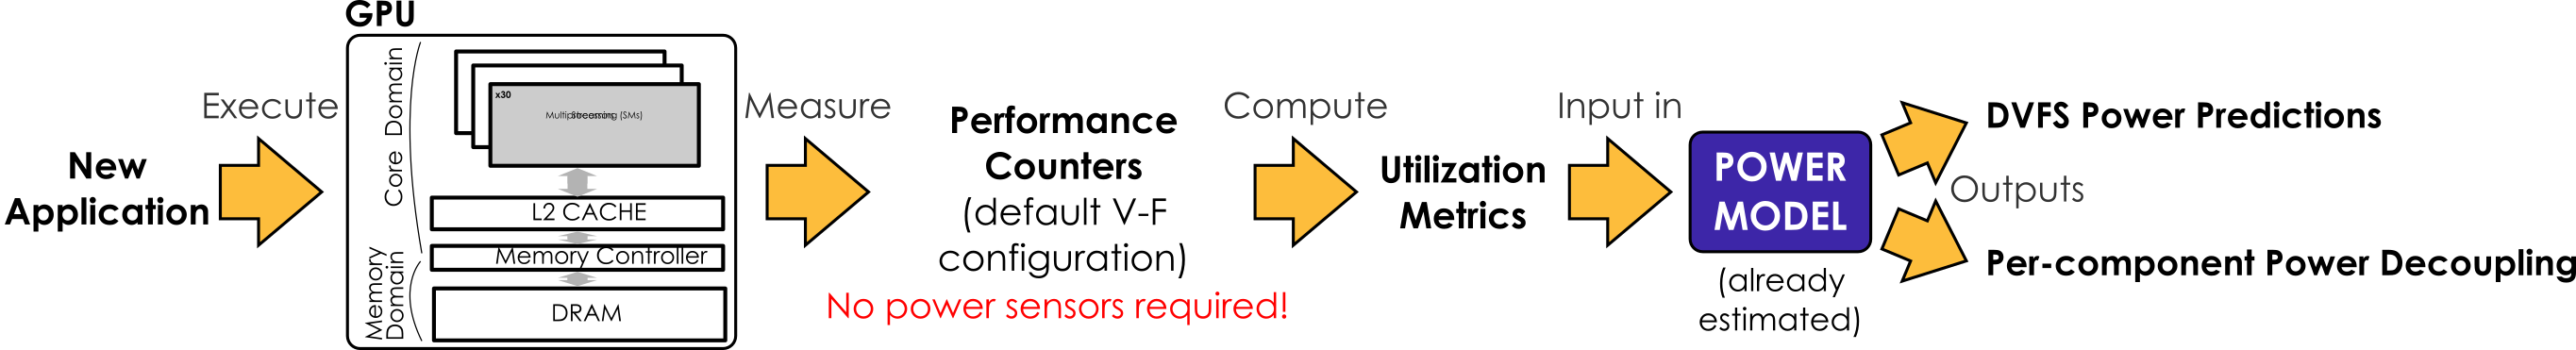 New
Application
Execute
GPU
Core Domain
Memory
Domain
x30
Streaming
Multiprocessors (SMs)
L2 CACHE
Memory Controller
DRAM
Measure
Performance
Counters
(default V-F
configuration)
No power sensors required!
Compute
Utilization
Metrics
Input in
POWER
MODEL
(already
estimated)
Outputs
DVFS Power Predictions
Per-component Power Decoupling